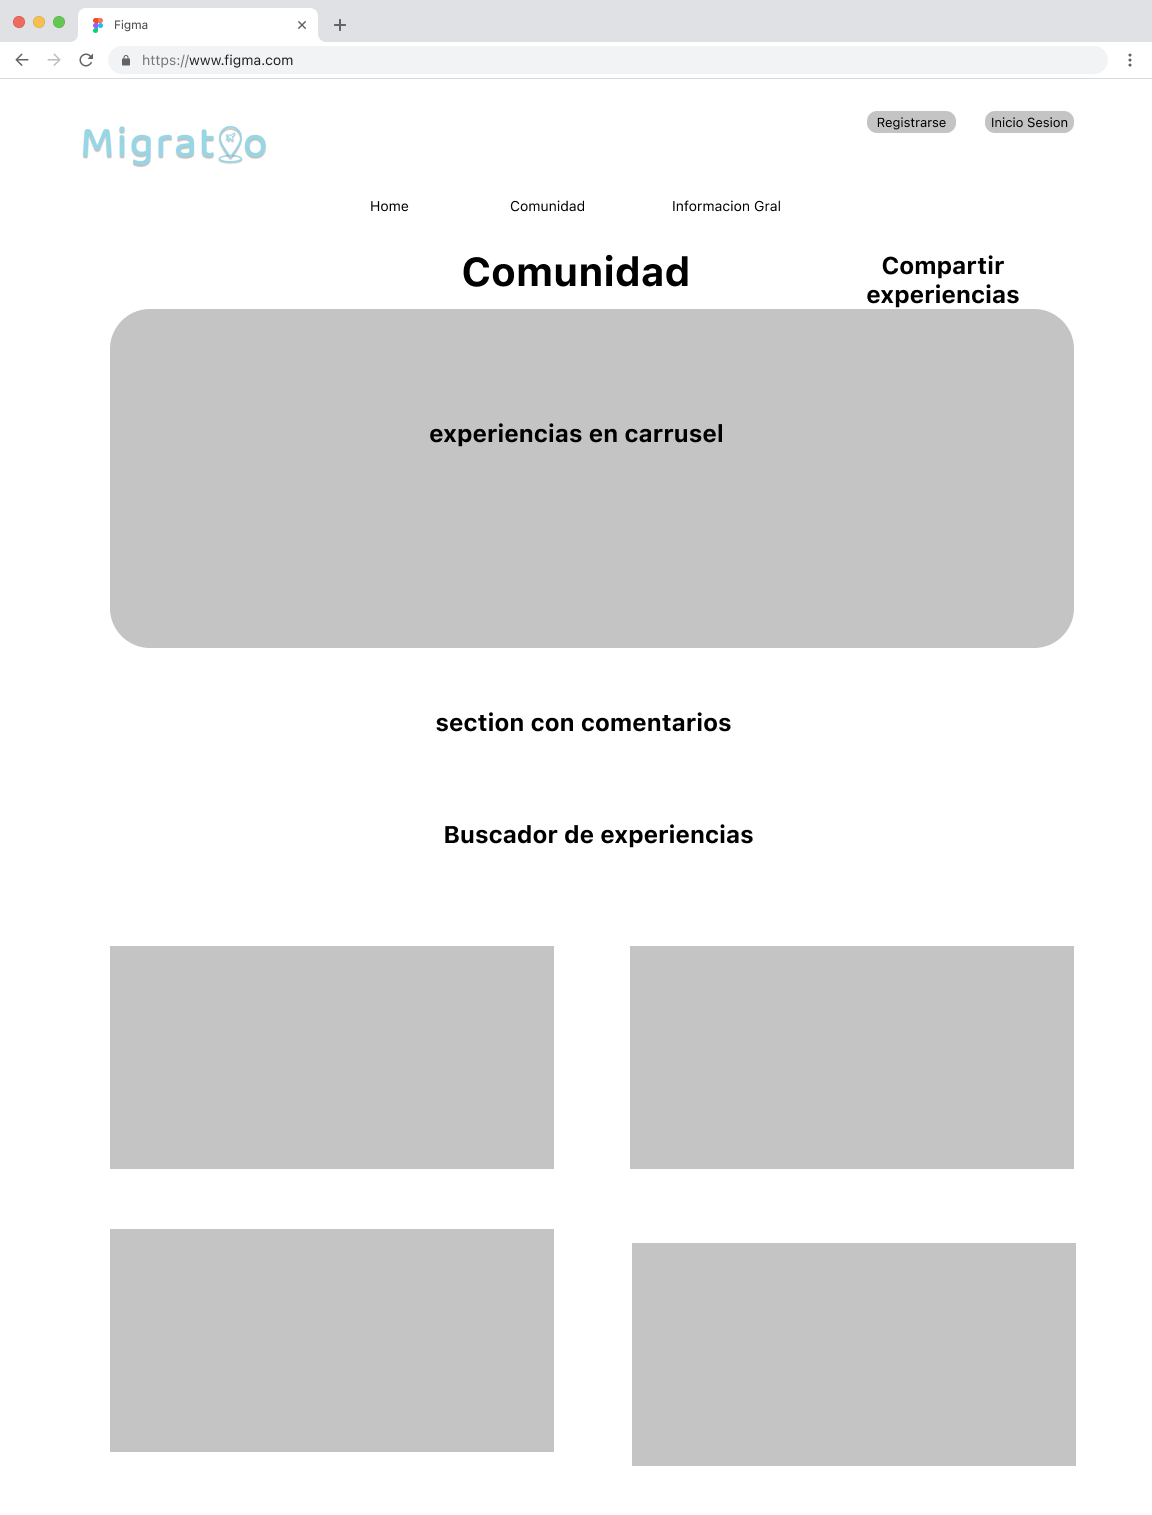 Figma
https://www.figma.com
Migratio
Registrarse
Inicio Sesion
Home
Comunidad
Informacion Gral
Comunidad
Compartir
experiencias
experiencias en carrusel
section con comentarios
Buscador de experiencias